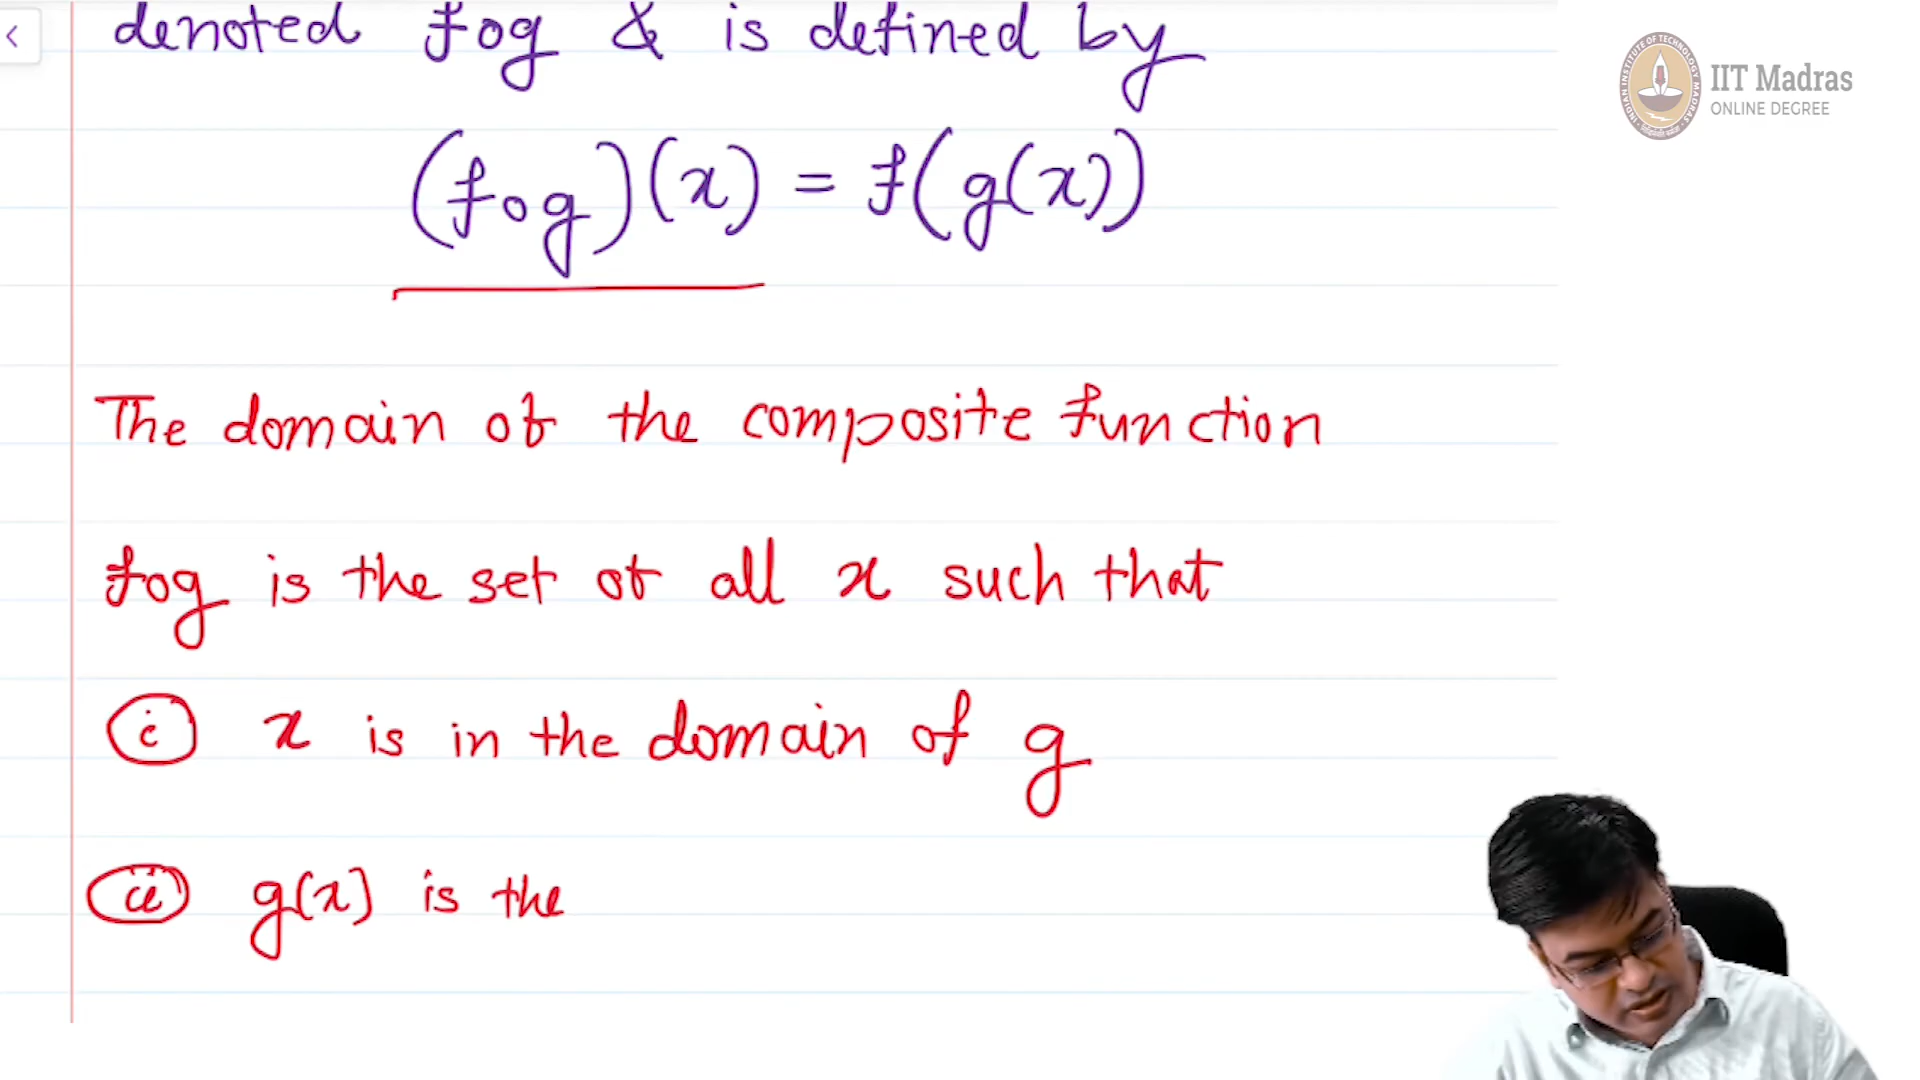 denoted fog & is defined by
IIT Madras
ONLINE DEGREE
(fog)(x) = f(g(x))
The domain of the composite function
fog is the set of all x such that
i x is in the domain of g
ii g(x) is the